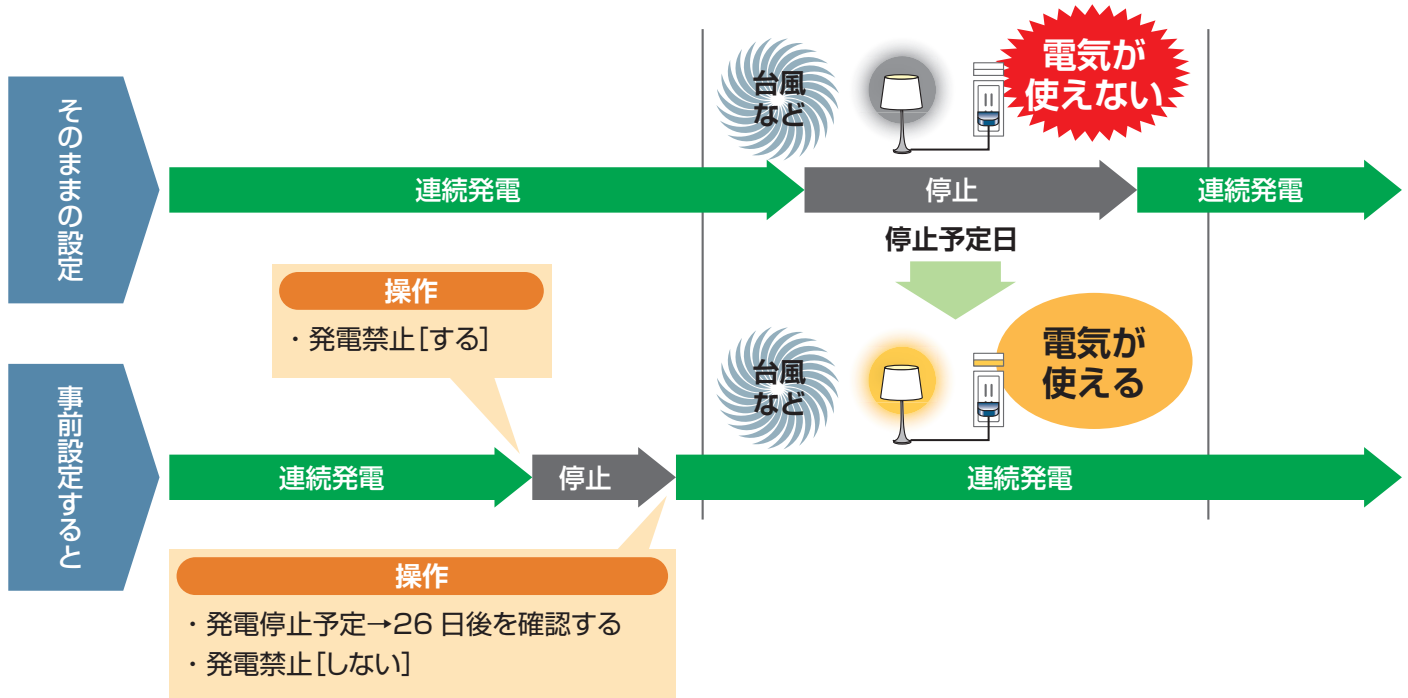 そのままの設定
台風
など
電気が
使えない
連続発電
停止
連続発電
停止予定日
操作
・発電禁止[する]
事前設定すると
台風
など
電気が
使える
連続発電
停止
連続発電
操作
・発電停止予定→26日後を確認する
・発電禁止[しない]